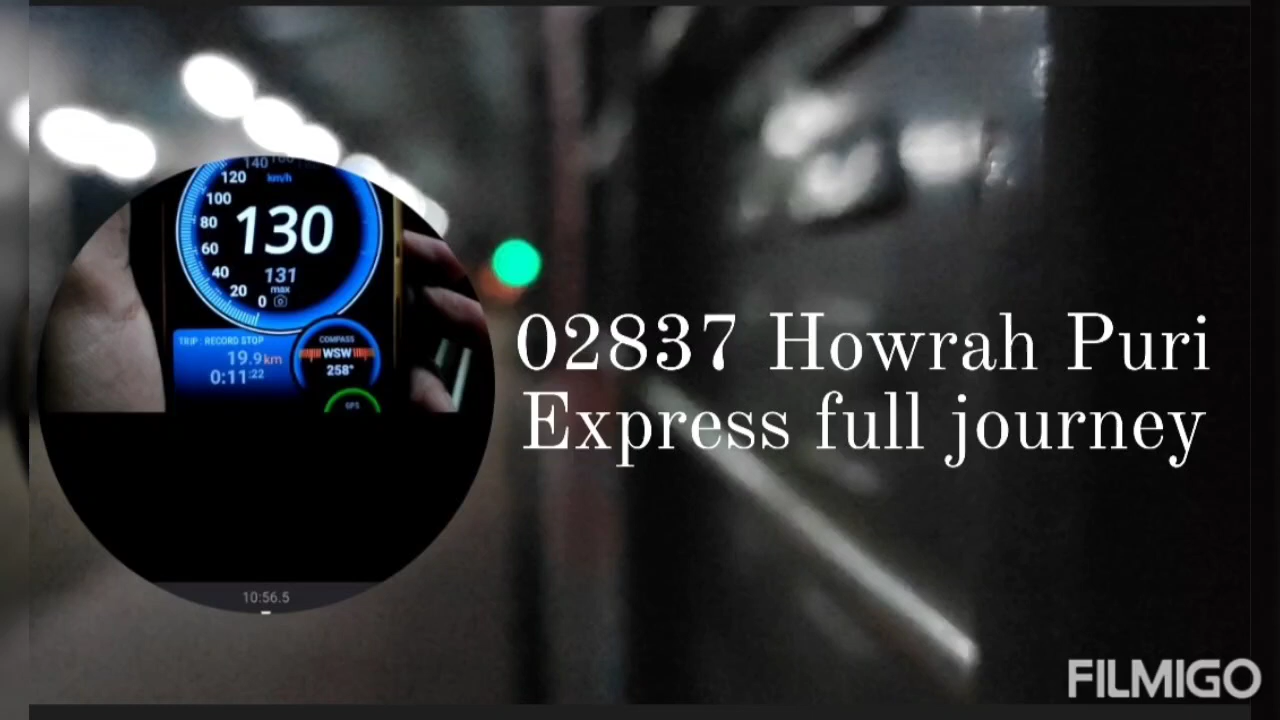 140 160
120 km/h
100
130
80
60
40
131
20
max
0
TRIP : RECORD STOP
19.9km
0:11:22
COMPASS
WSW
258°
GPS
10:56.5
02837 Howrah Puri
Express full journey
FILMIGO